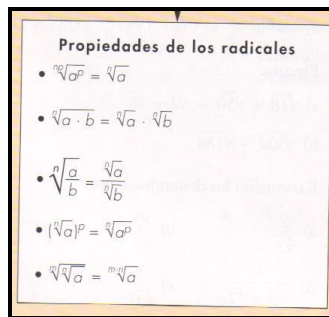 Propiedades de los radicales
• ⁿᵖ√aᵖ = ⁿ√a
• ⁿ√a · b = ⁿ√a · ⁿ√b
• ⁿ√a/b = ⁿ√a/ⁿ√b
• (ⁿ√a)ᵖ = ⁿ√aᵖ
• ᵐ√ⁿ√a = ᵐ·ⁿ√a